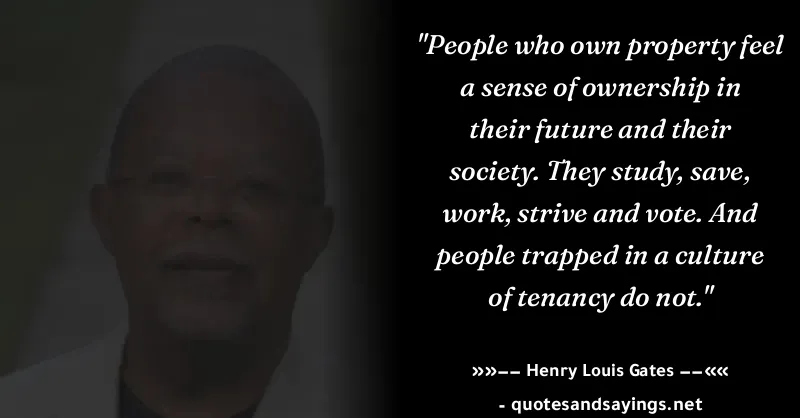 "People who own property feel
a sense of ownership in
their future and their
society. They study, save,
work, strive and vote. And
people trapped in a culture
of tenancy do not."
»»−− Henry Louis Gates −−««
- quotesandsayings.net